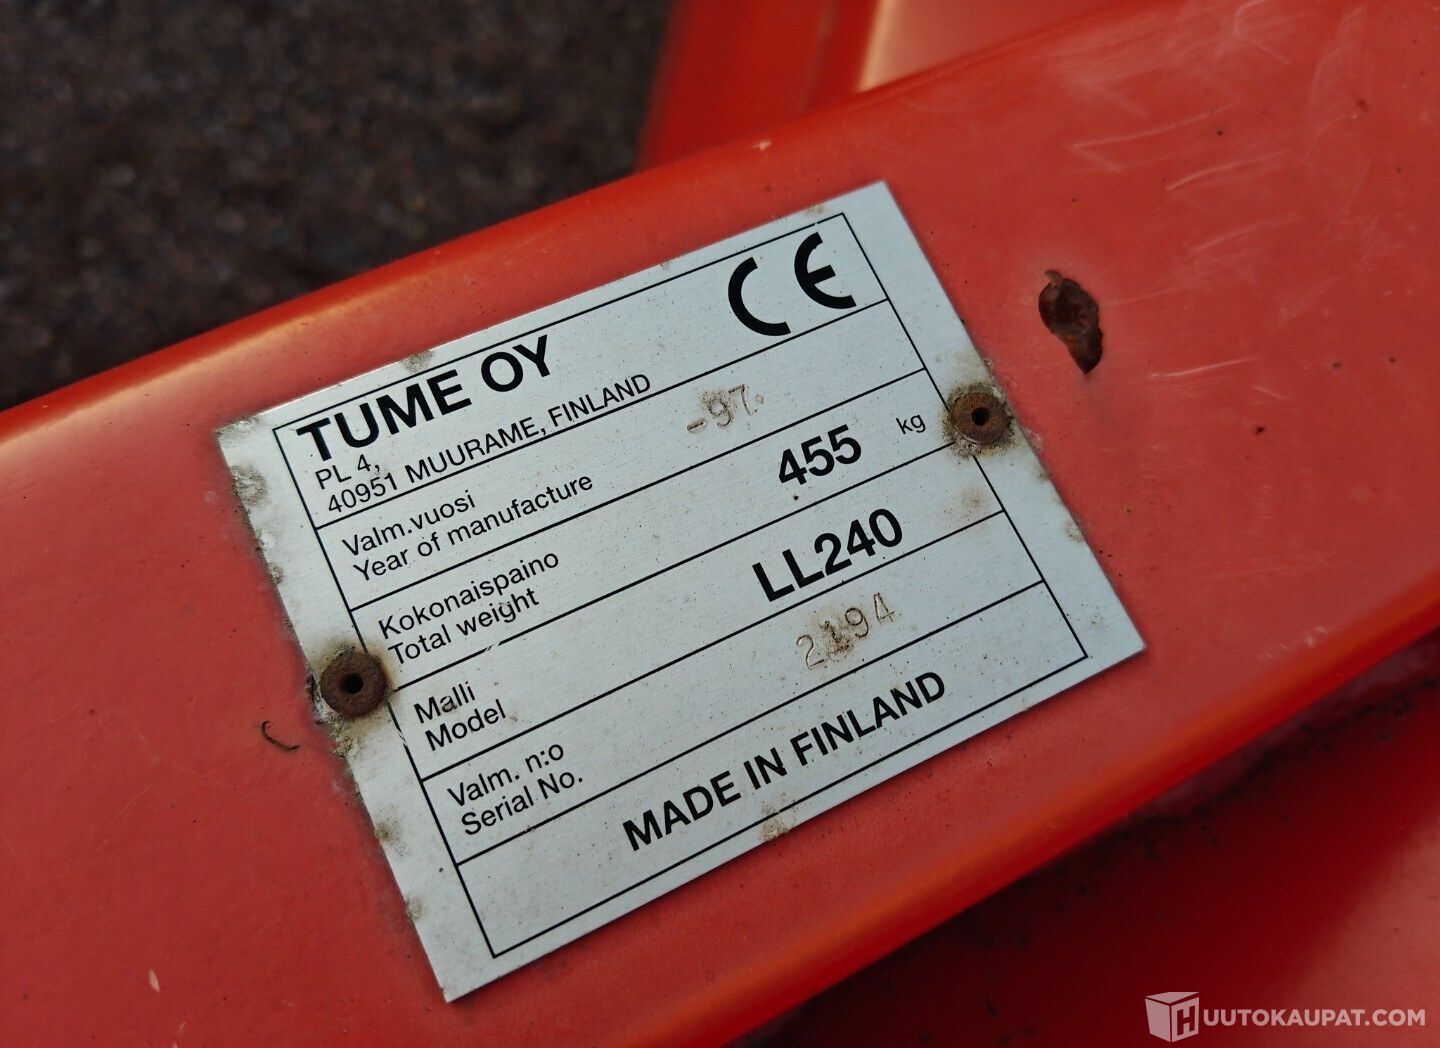 CE
TUME OY
PL 4,
40951 MUURAME, FINLAND
Valm.vuosi
Year of manufacture
-97.
Kokonaispaino
Total weight
455 kg
Malli
Model
LL240
Valm. n:o
Serial No.
2194
MADE IN FINLAND
HUUTOKAUPAT.COM